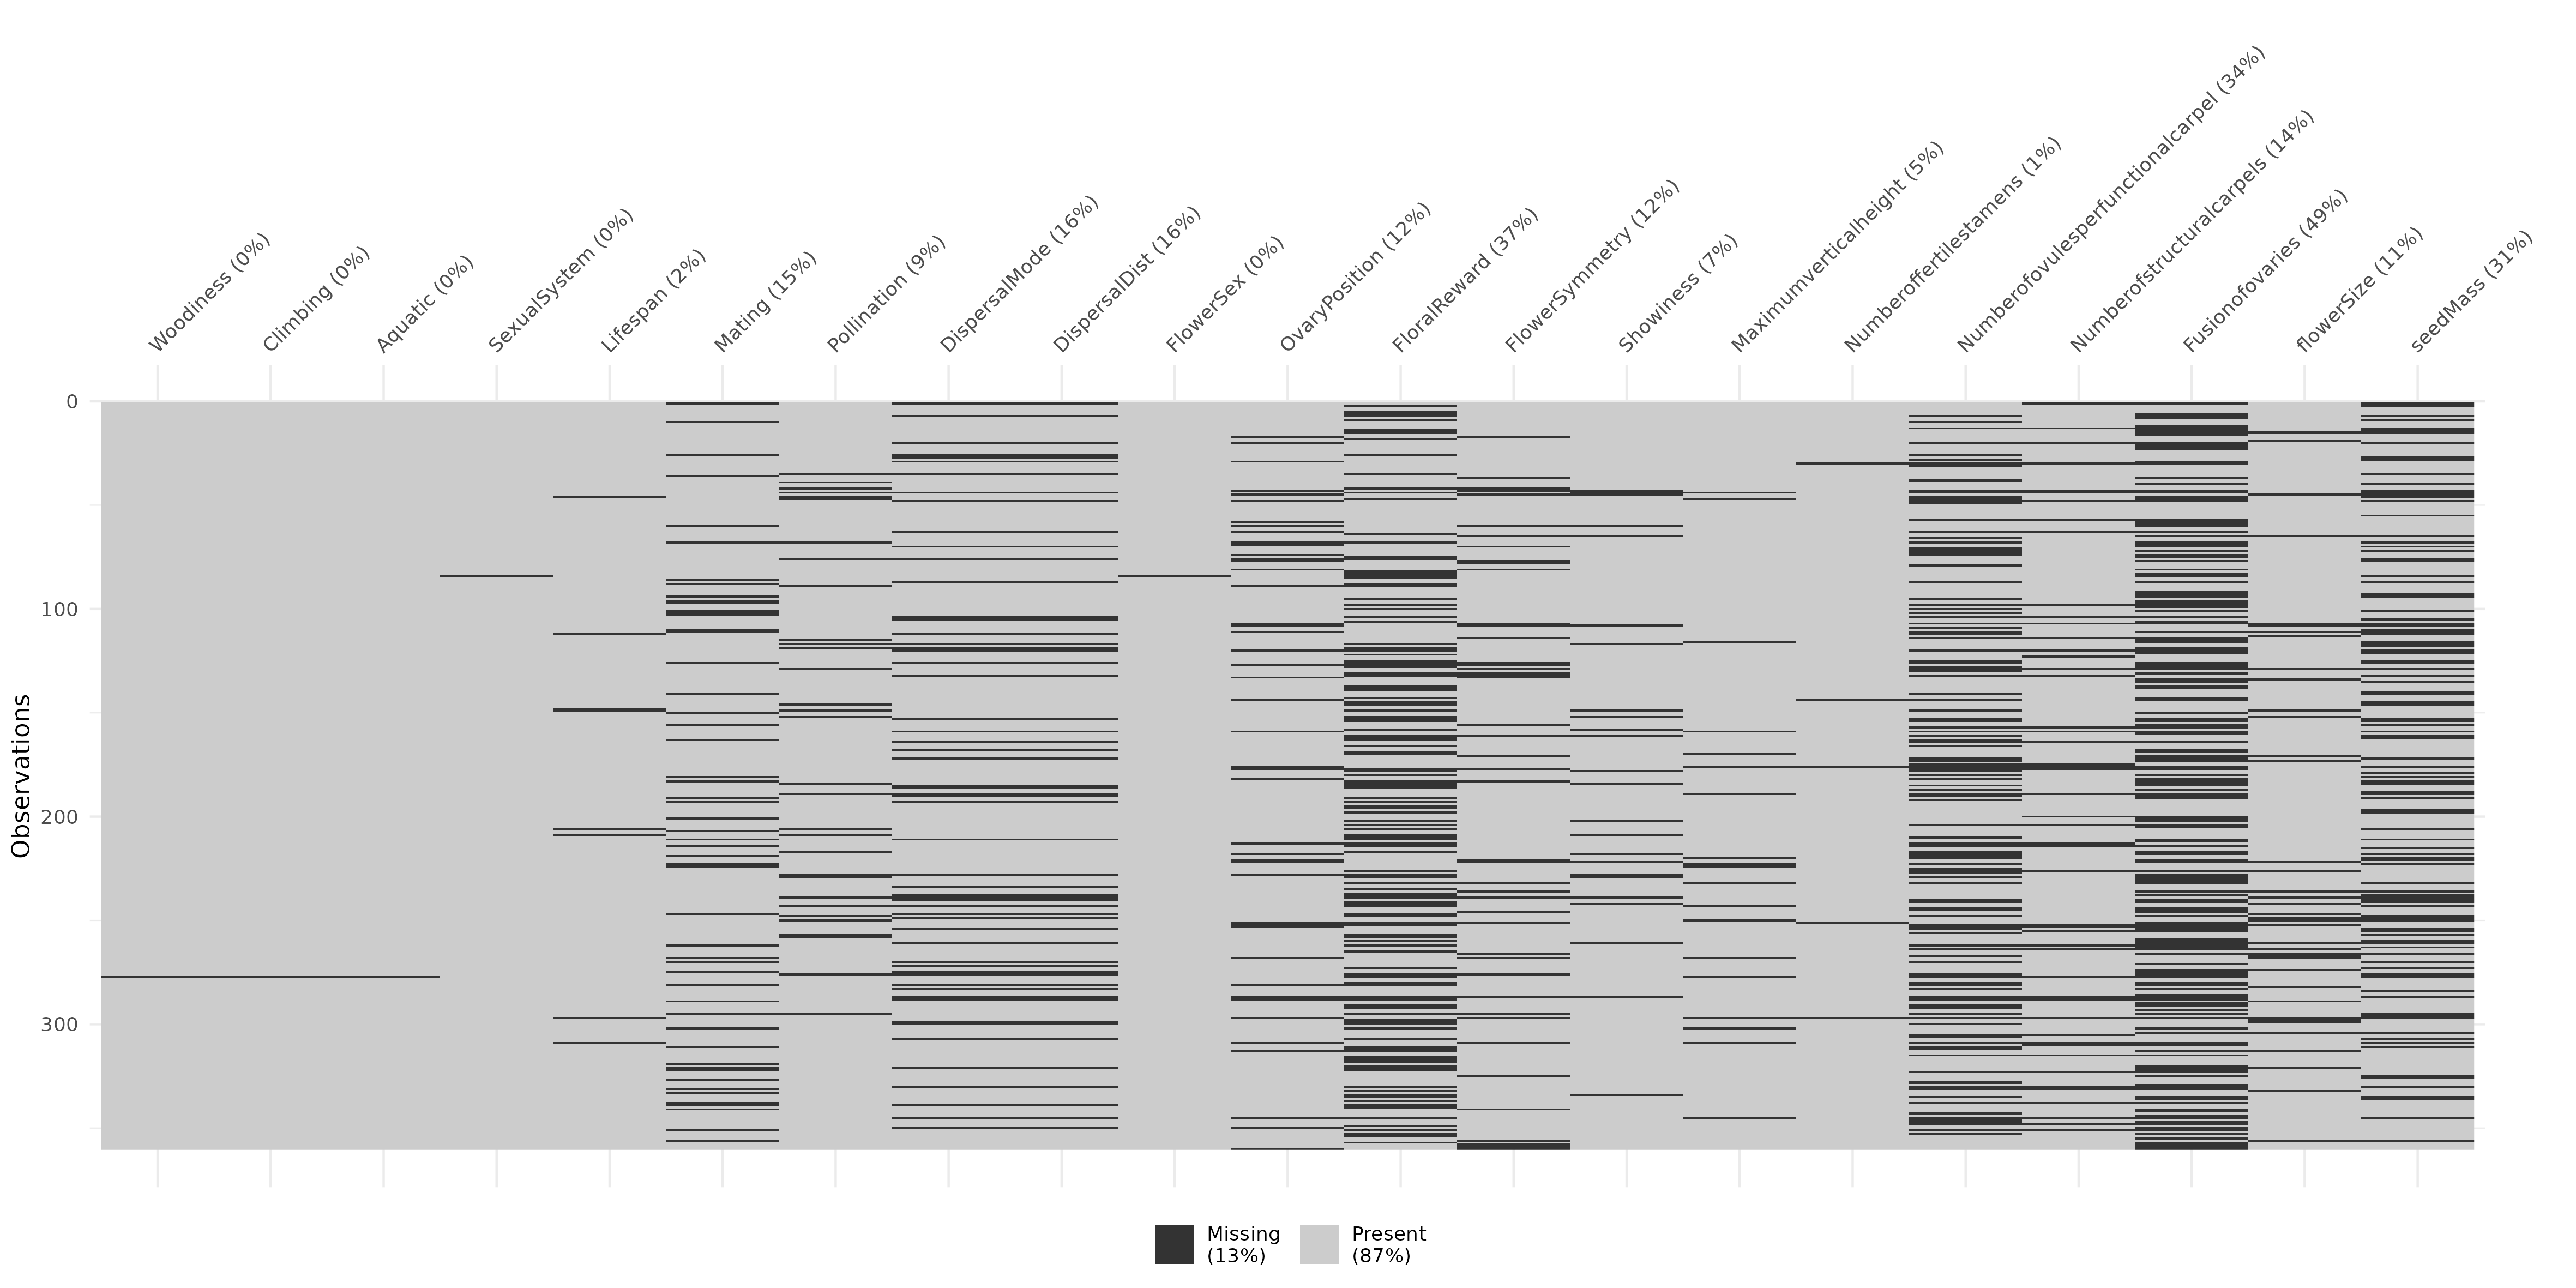 Woodiness (0%)
Climbing (0%)
Aquatic (0%)
SexualSystem (0%)
Lifespan (2%)
Mating (15%)
Pollination (9%)
DispersalMode (16%)
DispersalDist (16%)
FlowerSex (0%)
OvaryPosition (12%)
FloralReward (37%)
FlowerSymmetry (12%)
Showiness (7%)
Maximumverticalheight (5%)
Numberoffertilestamens (1%)
Numberofovulesperfunctionalcarpel (34%)
Numberofstructuralcarpels (14%)
Fusionofovaries (49%)
flowerSize (11%)
seedMass (31%)
Observations
0
100
200
300
Missing
(13%)
Present
(87%)